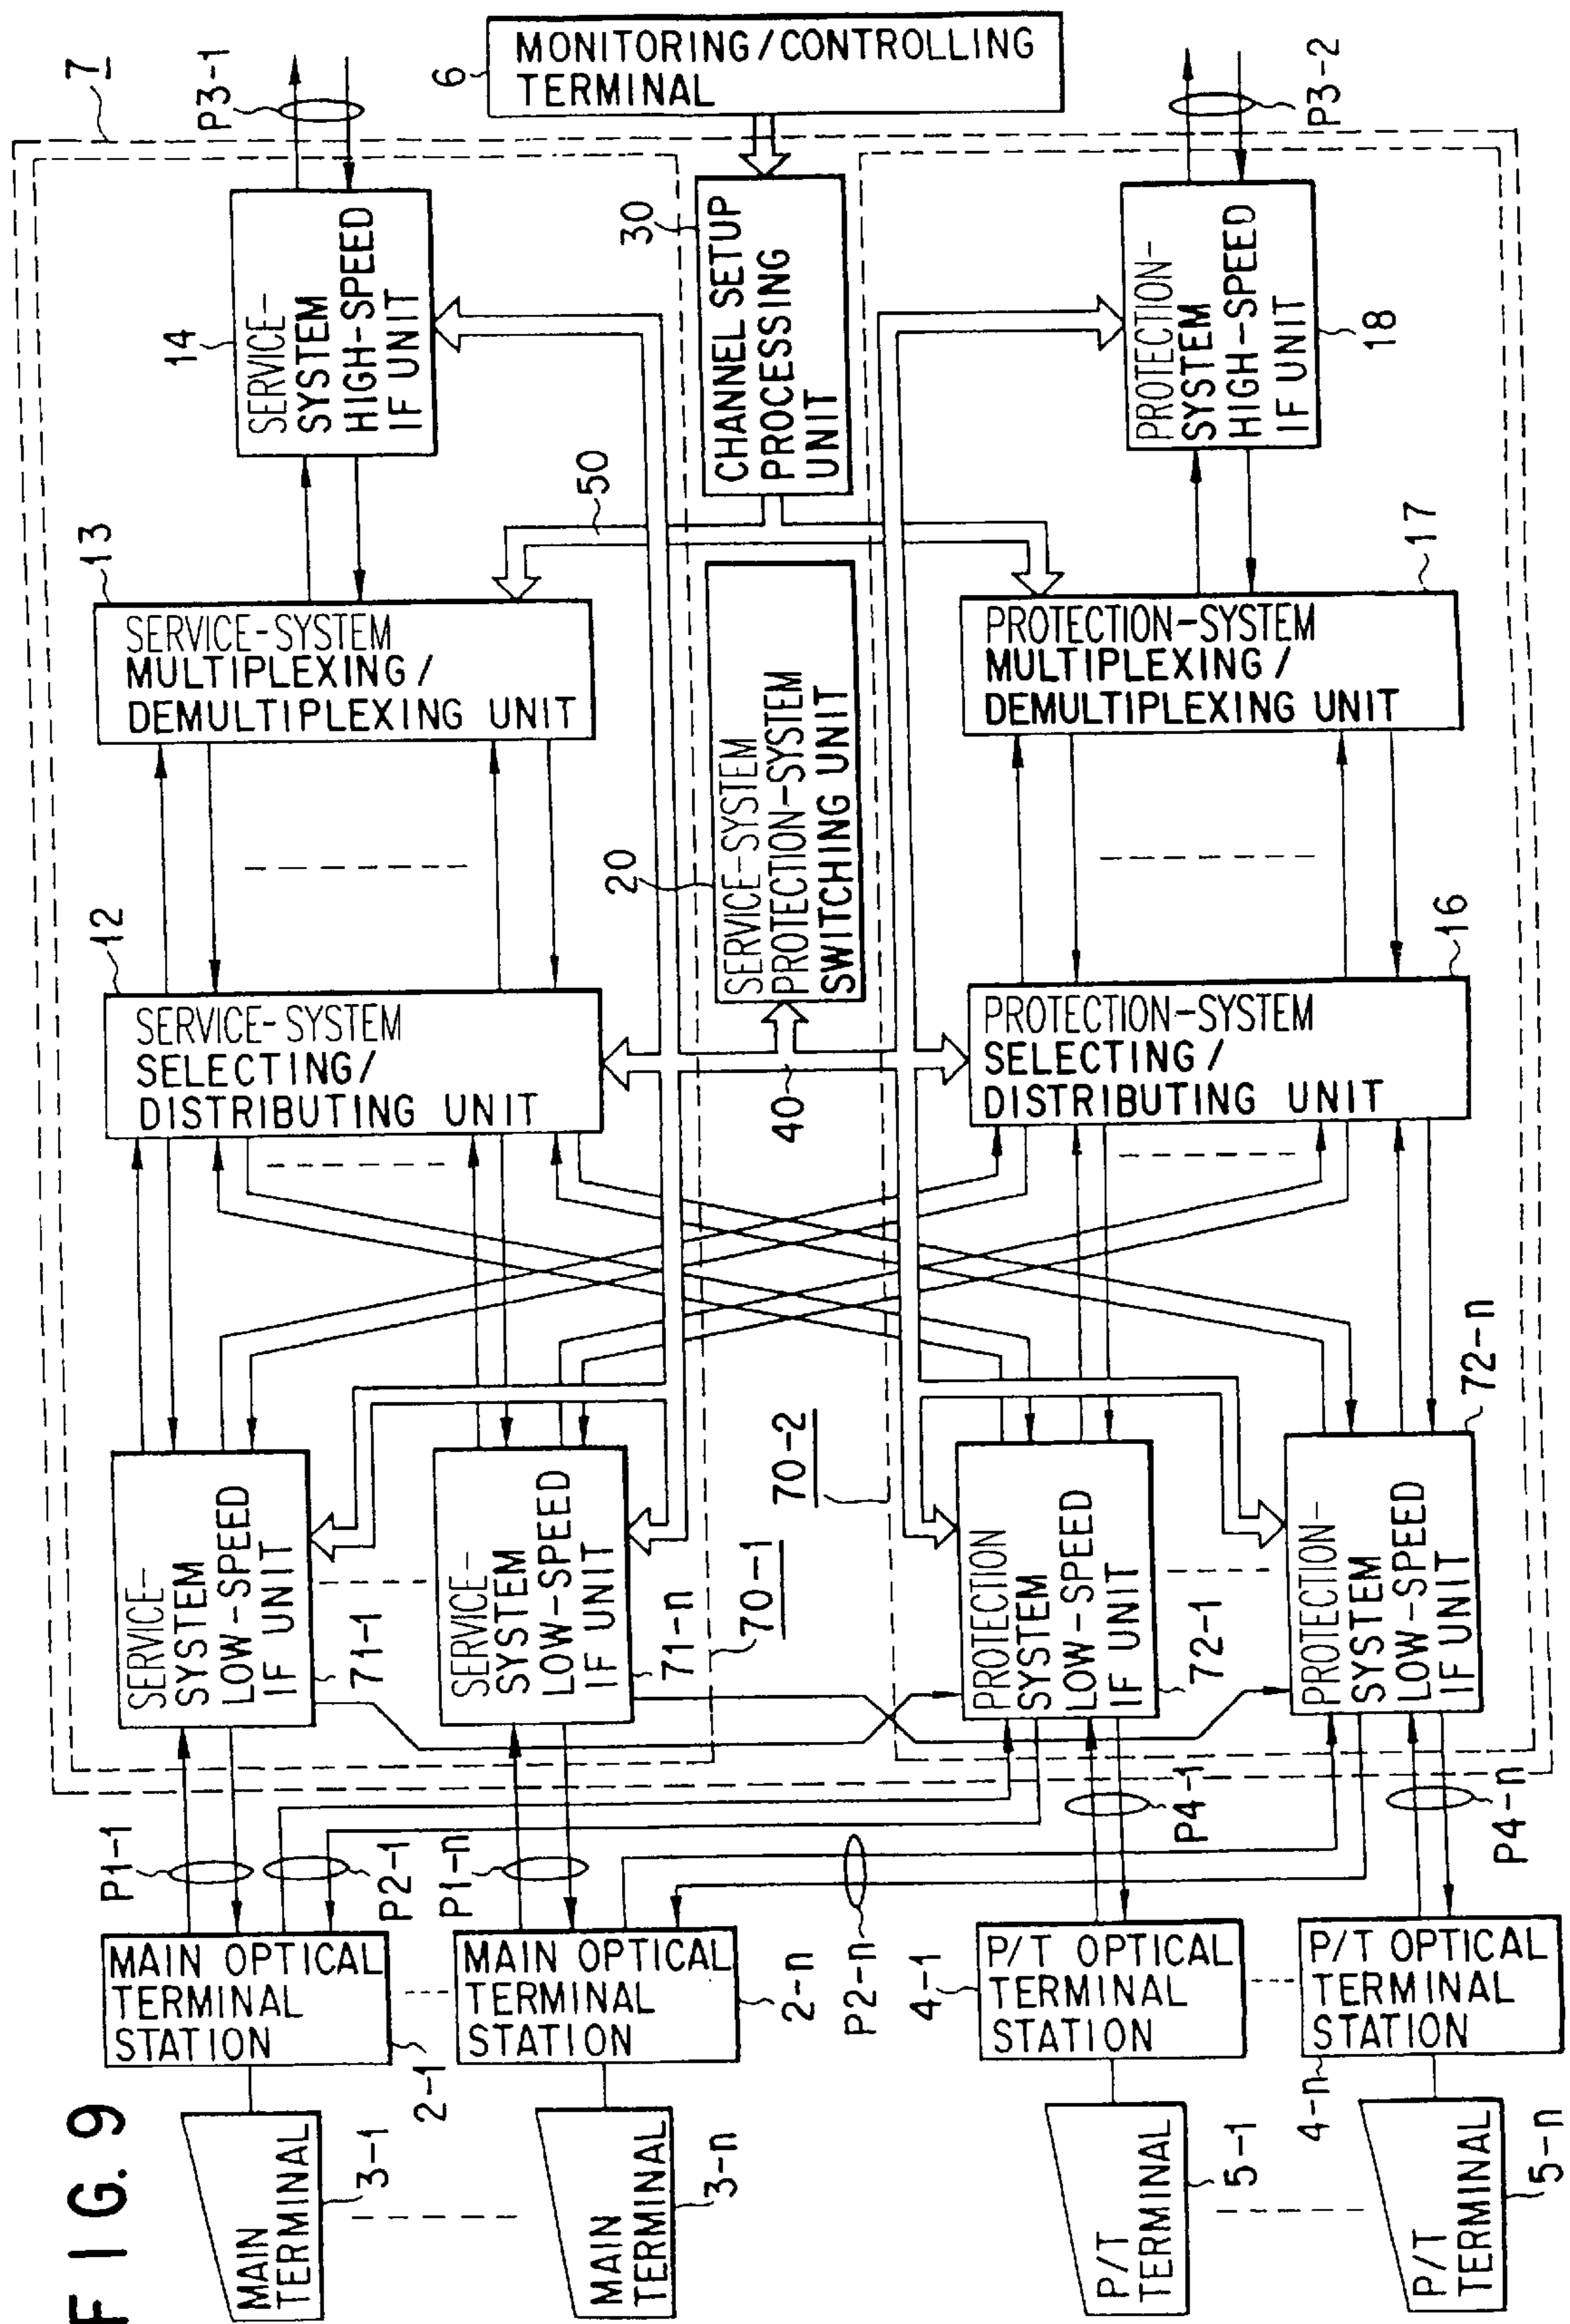 FIG. 9
MAIN
TERMINAL
3-1
MAIN
TERMINAL
3-n
P/T
TERMINAL
5-1
P/T
TERMINAL
5-n
MAIN OPTICAL
TERMINAL
STATION
2-1
MAIN OPTICAL
TERMINAL
STATION
2-n
P/T OPTICAL
TERMINAL
STATION
4-1
P/T OPTICAL
TERMINAL
STATION
4-n
P1-1
P2-1
P1-n
P2-n
P4-1
P4-n
SERVICE-
SYSTEM
LOW-SPEED
IF UNIT
71-1
SERVICE-
SYSTEM
LOW-SPEED
IF UNIT
71-n
70-1
70-2
PROTECTION
SYSTEM
LOW-SPEED
IF UNIT
72-1
PROTECTION-
SYSTEM
LOW-SPEED
IF UNIT
72-n
12
SERVICE-SYSTEM
SELECTING/
DISTRIBUTING UNIT
40
PROTECTION-SYSTEM
SELECTING/
DISTRIBUTING UNIT
16
20
SERVICE-SYSTEM
PROTECTION-SYSTEM
SWITCHING UNIT
13
SERVICE-SYSTEM
MULTIPLEXING/
DEMULTIPLEXING UNIT
50
PROTECTION-SYSTEM
MULTIPLEXING/
DEMULTIPLEXING UNIT
17
14
SERVICE-
SYSTEM
HIGH-SPEED
IF UNIT
30
CHANNEL SETUP
PROCESSING
UNIT
PROTECTION-
SYSTEM
HIGH-SPEED
IF UNIT
18
P3-1
7
6
MONITORING/CONTROLLING
TERMINAL
P3-2